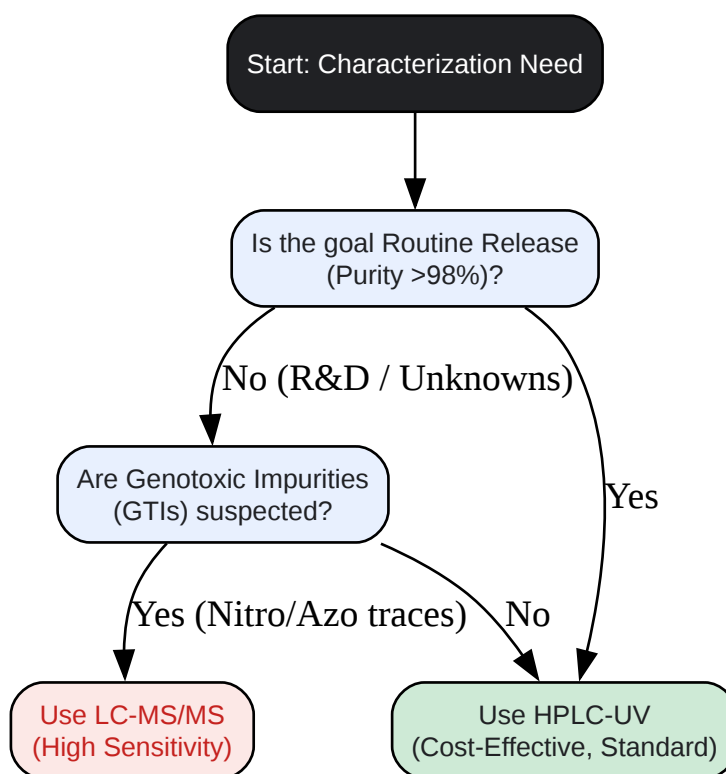 Start: Characterization Need
Is the goal Routine Release
(Purity >98%)?
No (R&D / Unknowns)
Are Genotoxic Impurities
(GTIs) suspected?
Yes
Yes (Nitro/Azo traces)
No
Use LC-MS/MS
(High Sensitivity)
Use HPLC-UV
(Cost-Effective, Standard)